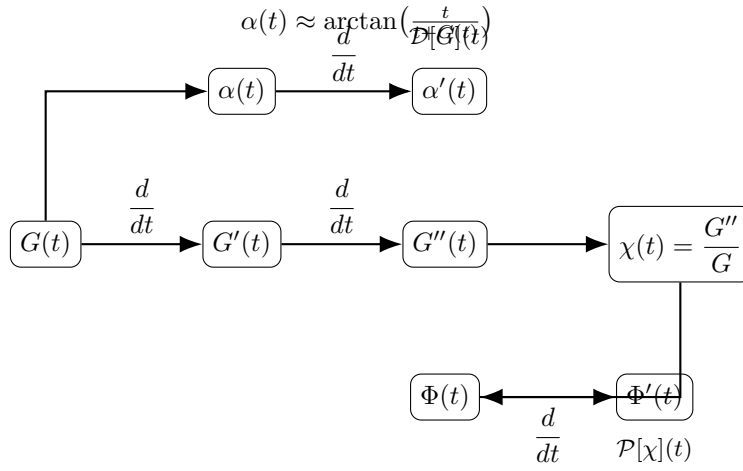 α(t) ≈ arctan(t/(t+G(t)))
𝒟[G](t)
d/dt
α(t)
α′(t)
d/dt
d/dt
G(t)
G′(t)
G″(t)
χ(t) = G″/G
Φ(t)
Φ′(t)
d/dt
𝒫[χ](t)